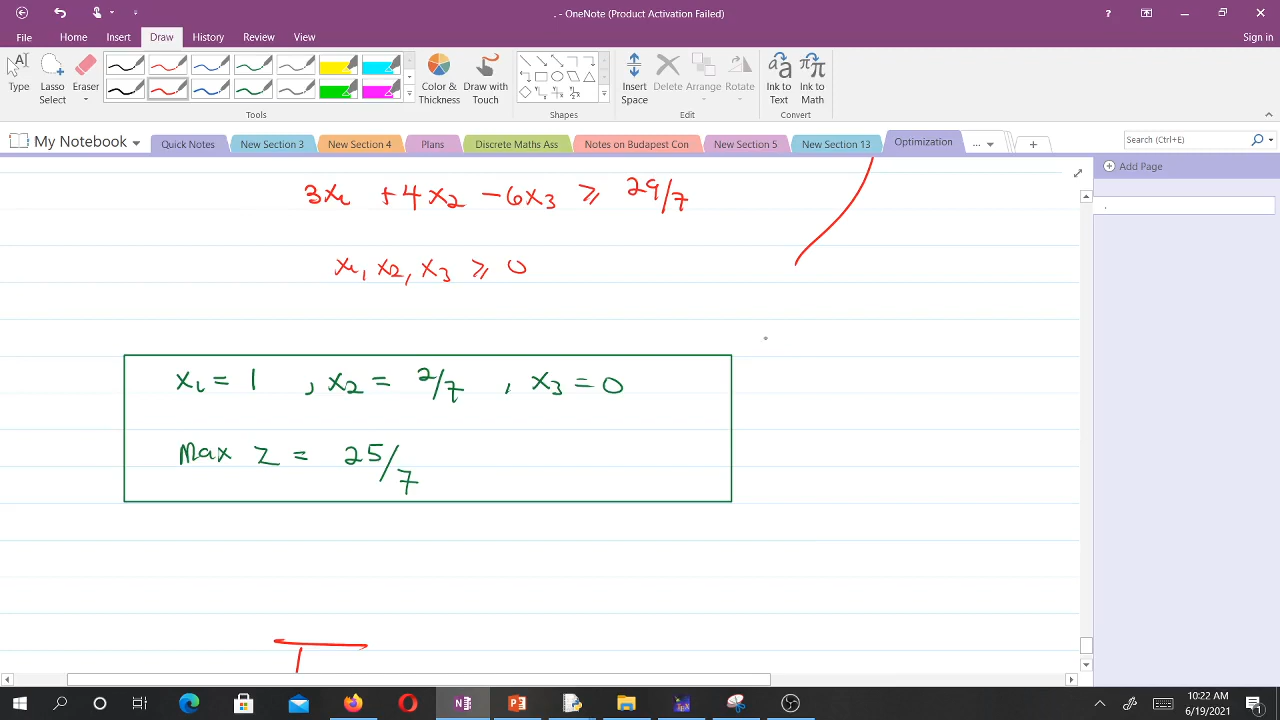 . - OneNote (Product Activation Failed)
Sign in
File Home Insert Draw History Review View
Type
Lasso Select
Eraser
Color & Thickness
Draw with Touch
Insert Space
Delete
Arrange
Rotate
Ink to Text
Ink to Math
Tools
Shapes
Edit
Convert
My Notebook
Quick Notes New Section 3 New Section 4 Plans Discrete Maths Ass Notes on Budapest Con New Section 5 New Section 13 Optimization ...
Search (Ctrl+E)
Add Page
.
3x₁ + 4x₂ - 6x₃ ≥ 29/7
x₁, x₂, x₃ ≥ 0
x₁ = 1 , x₂ = 2/7 , x₃ = 0
Max Z = 25/7
10:22 AM
6/19/2021